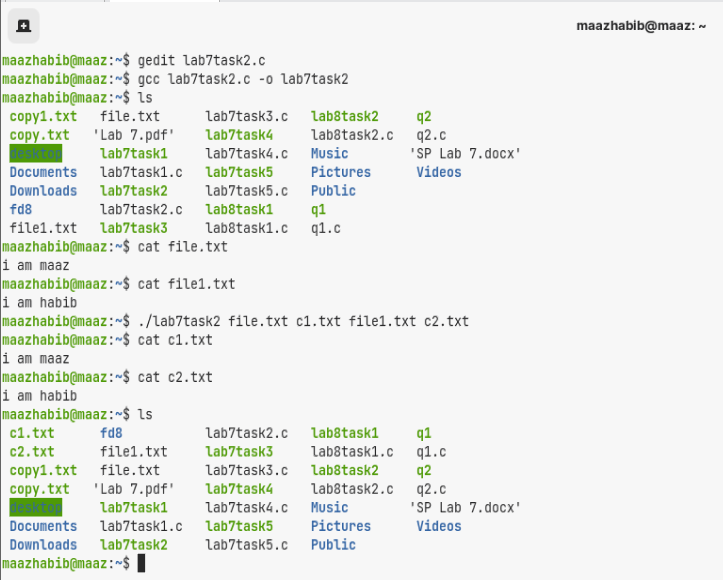 maazhabib@maaz: ~
maazhabib@maaz:~$ gedit lab7task2.c
maazhabib@maaz:~$ gcc lab7task2.c -o lab7task2
maazhabib@maaz:~$ ls
copy1.txt file.txt lab7task3.c lab8task2 q2
copy.txt 'Lab 7.pdf' lab7task4 lab8task2.c q2.c
desktop lab7task1 lab7task4.c Music 'SP Lab 7.docx'
Documents lab7task1.c lab7task5 Pictures Videos
Downloads lab7task2 lab7task5.c Public
fd8 lab7task2.c lab8task1 q1
file1.txt lab7task3 lab8task1.c q1.c
maazhabib@maaz:~$ cat file.txt
i am maaz
maazhabib@maaz:~$ cat file1.txt
i am habib
maazhabib@maaz:~$ ./lab7task2 file.txt c1.txt file1.txt c2.txt
maazhabib@maaz:~$ cat c1.txt
i am maaz
maazhabib@maaz:~$ cat c2.txt
i am habib
maazhabib@maaz:~$ ls
c1.txt fd8 lab7task2.c lab8task1 q1
c2.txt file1.txt lab7task3 lab8task1.c q1.c
copy1.txt file.txt lab7task3.c lab8task2 q2
copy.txt 'Lab 7.pdf' lab7task4 lab8task2.c q2.c
desktop lab7task1 lab7task4.c Music 'SP Lab 7.docx'
Documents lab7task1.c lab7task5 Pictures Videos
Downloads lab7task2 lab7task5.c Public
maazhabib@maaz:~$